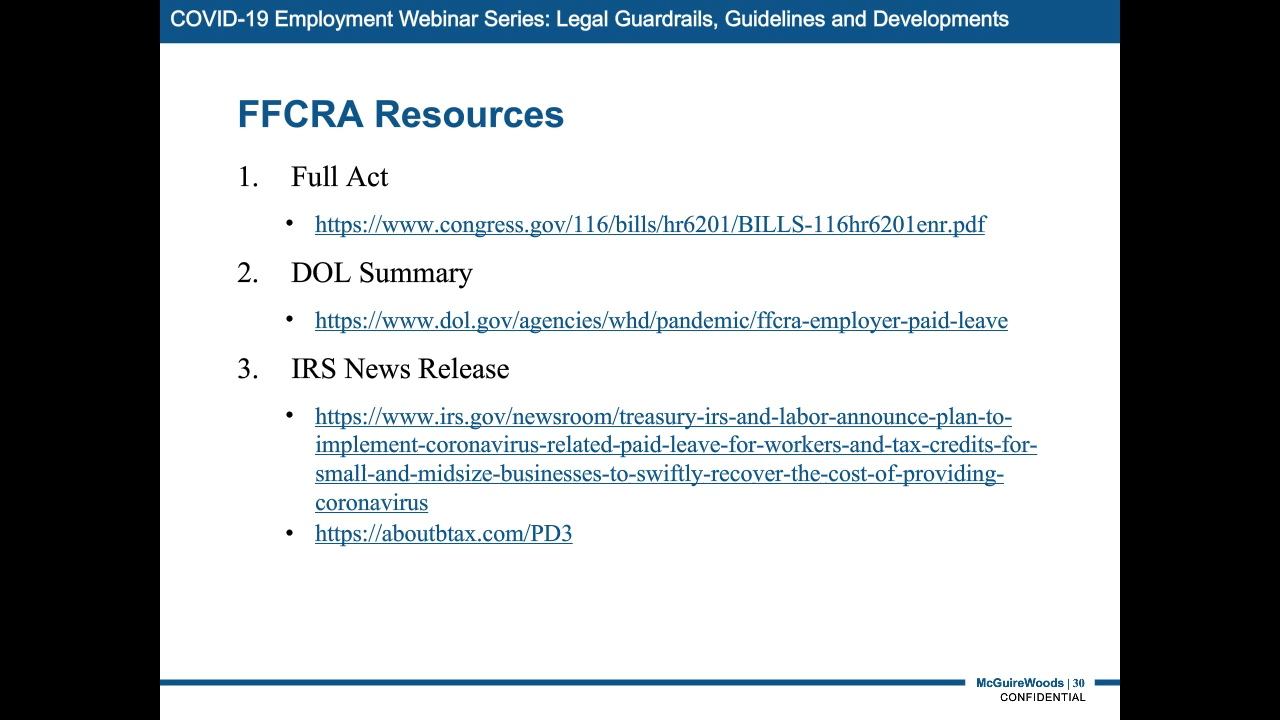 COVID-19 Employment Webinar Series: Legal Guardrails, Guidelines and Developments
FFCRA Resources
1. Full Act
• https://www.congress.gov/116/bills/hr6201/BILLS-116hr6201enr.pdf
2. DOL Summary
• https://www.dol.gov/agencies/whd/pandemic/ffcra-employer-paid-leave
3. IRS News Release
• https://www.irs.gov/newsroom/treasury-irs-and-labor-announce-plan-to-
implement-coronavirus-related-paid-leave-for-workers-and-tax-credits-for-
small-and-midsize-businesses-to-swiftly-recover-the-cost-of-providing-
coronavirus
• https://aboutbtax.com/PD3
McGuireWoods | 30
CONFIDENTIAL